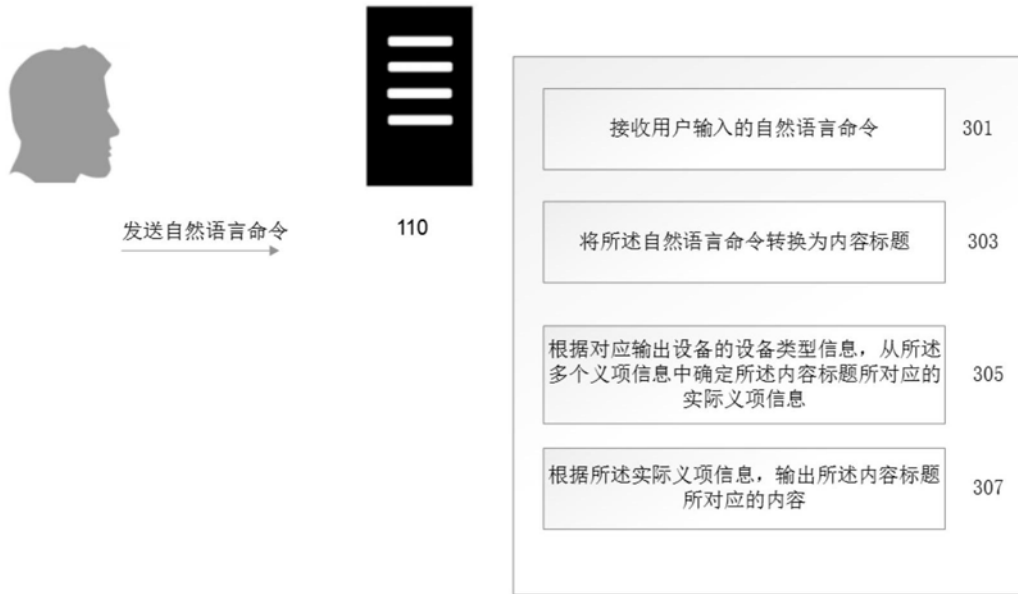 发送自然语言命令
110
接收用户输入的自然语言命令
301
将所述自然语言命令转换为内容标题
303
根据对应输出设备的设备类型信息，从所述
多个义项信息中确定所述内容标题所对应的
实际义项信息
305
根据所述实际义项信息，输出所述内容标题
所对应的内容
307